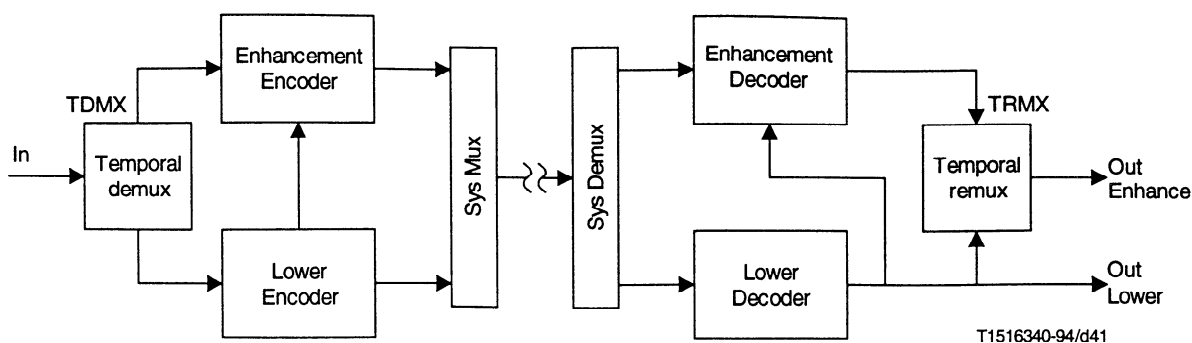 Enhancement
Encoder
Enhancement
Decoder
TDMX
TRMX
In
Temporal
demux
Sys Mux
Sys Demux
Temporal
remux
Out
Enhance
Lower
Encoder
Lower
Decoder
Out
Lower
T1516340-94/d41